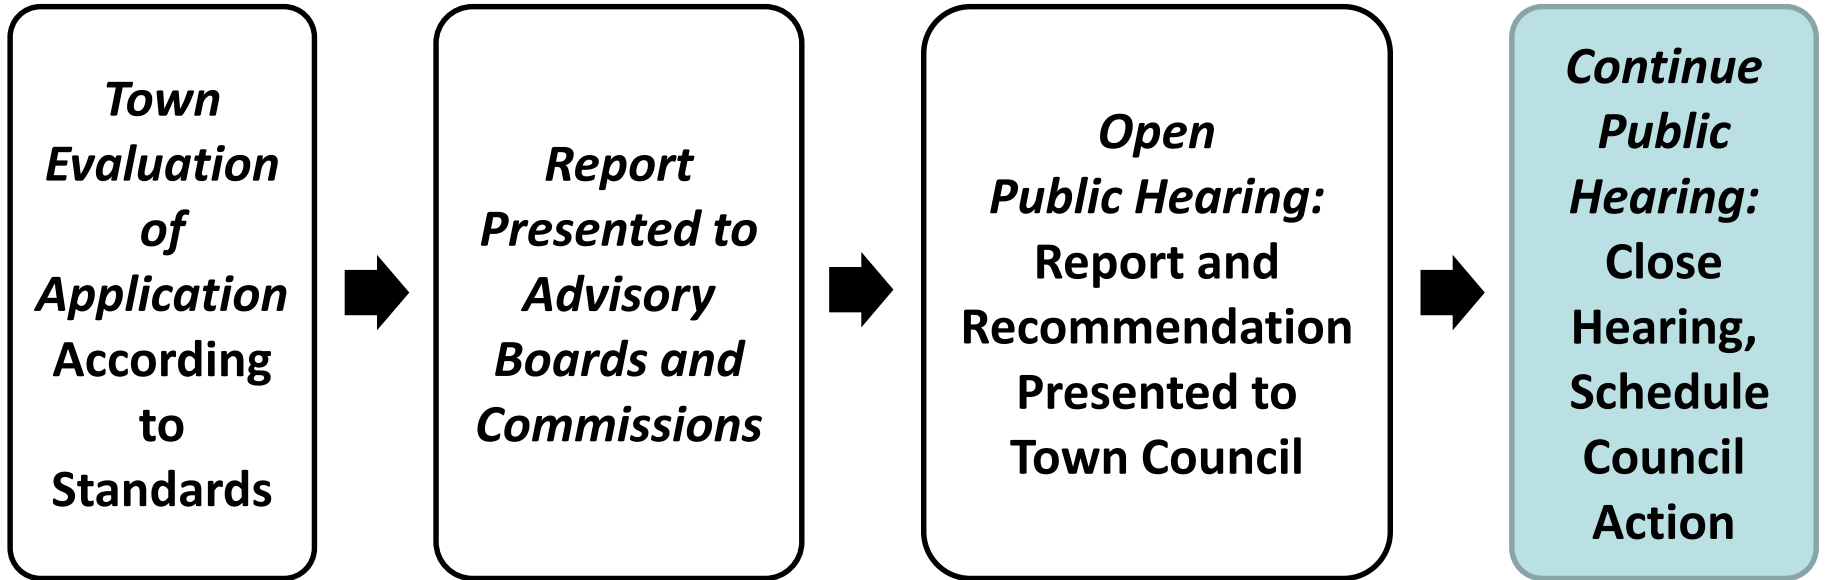 Town
Evaluation
of
Application
According
to
Standards
Report
Presented to
Advisory
Boards and
Commissions
Open
Public Hearing:
Report and
Recommendation
Presented to
Town Council
Continue
Public
Hearing:
Close
Hearing,
Schedule
Council
Action